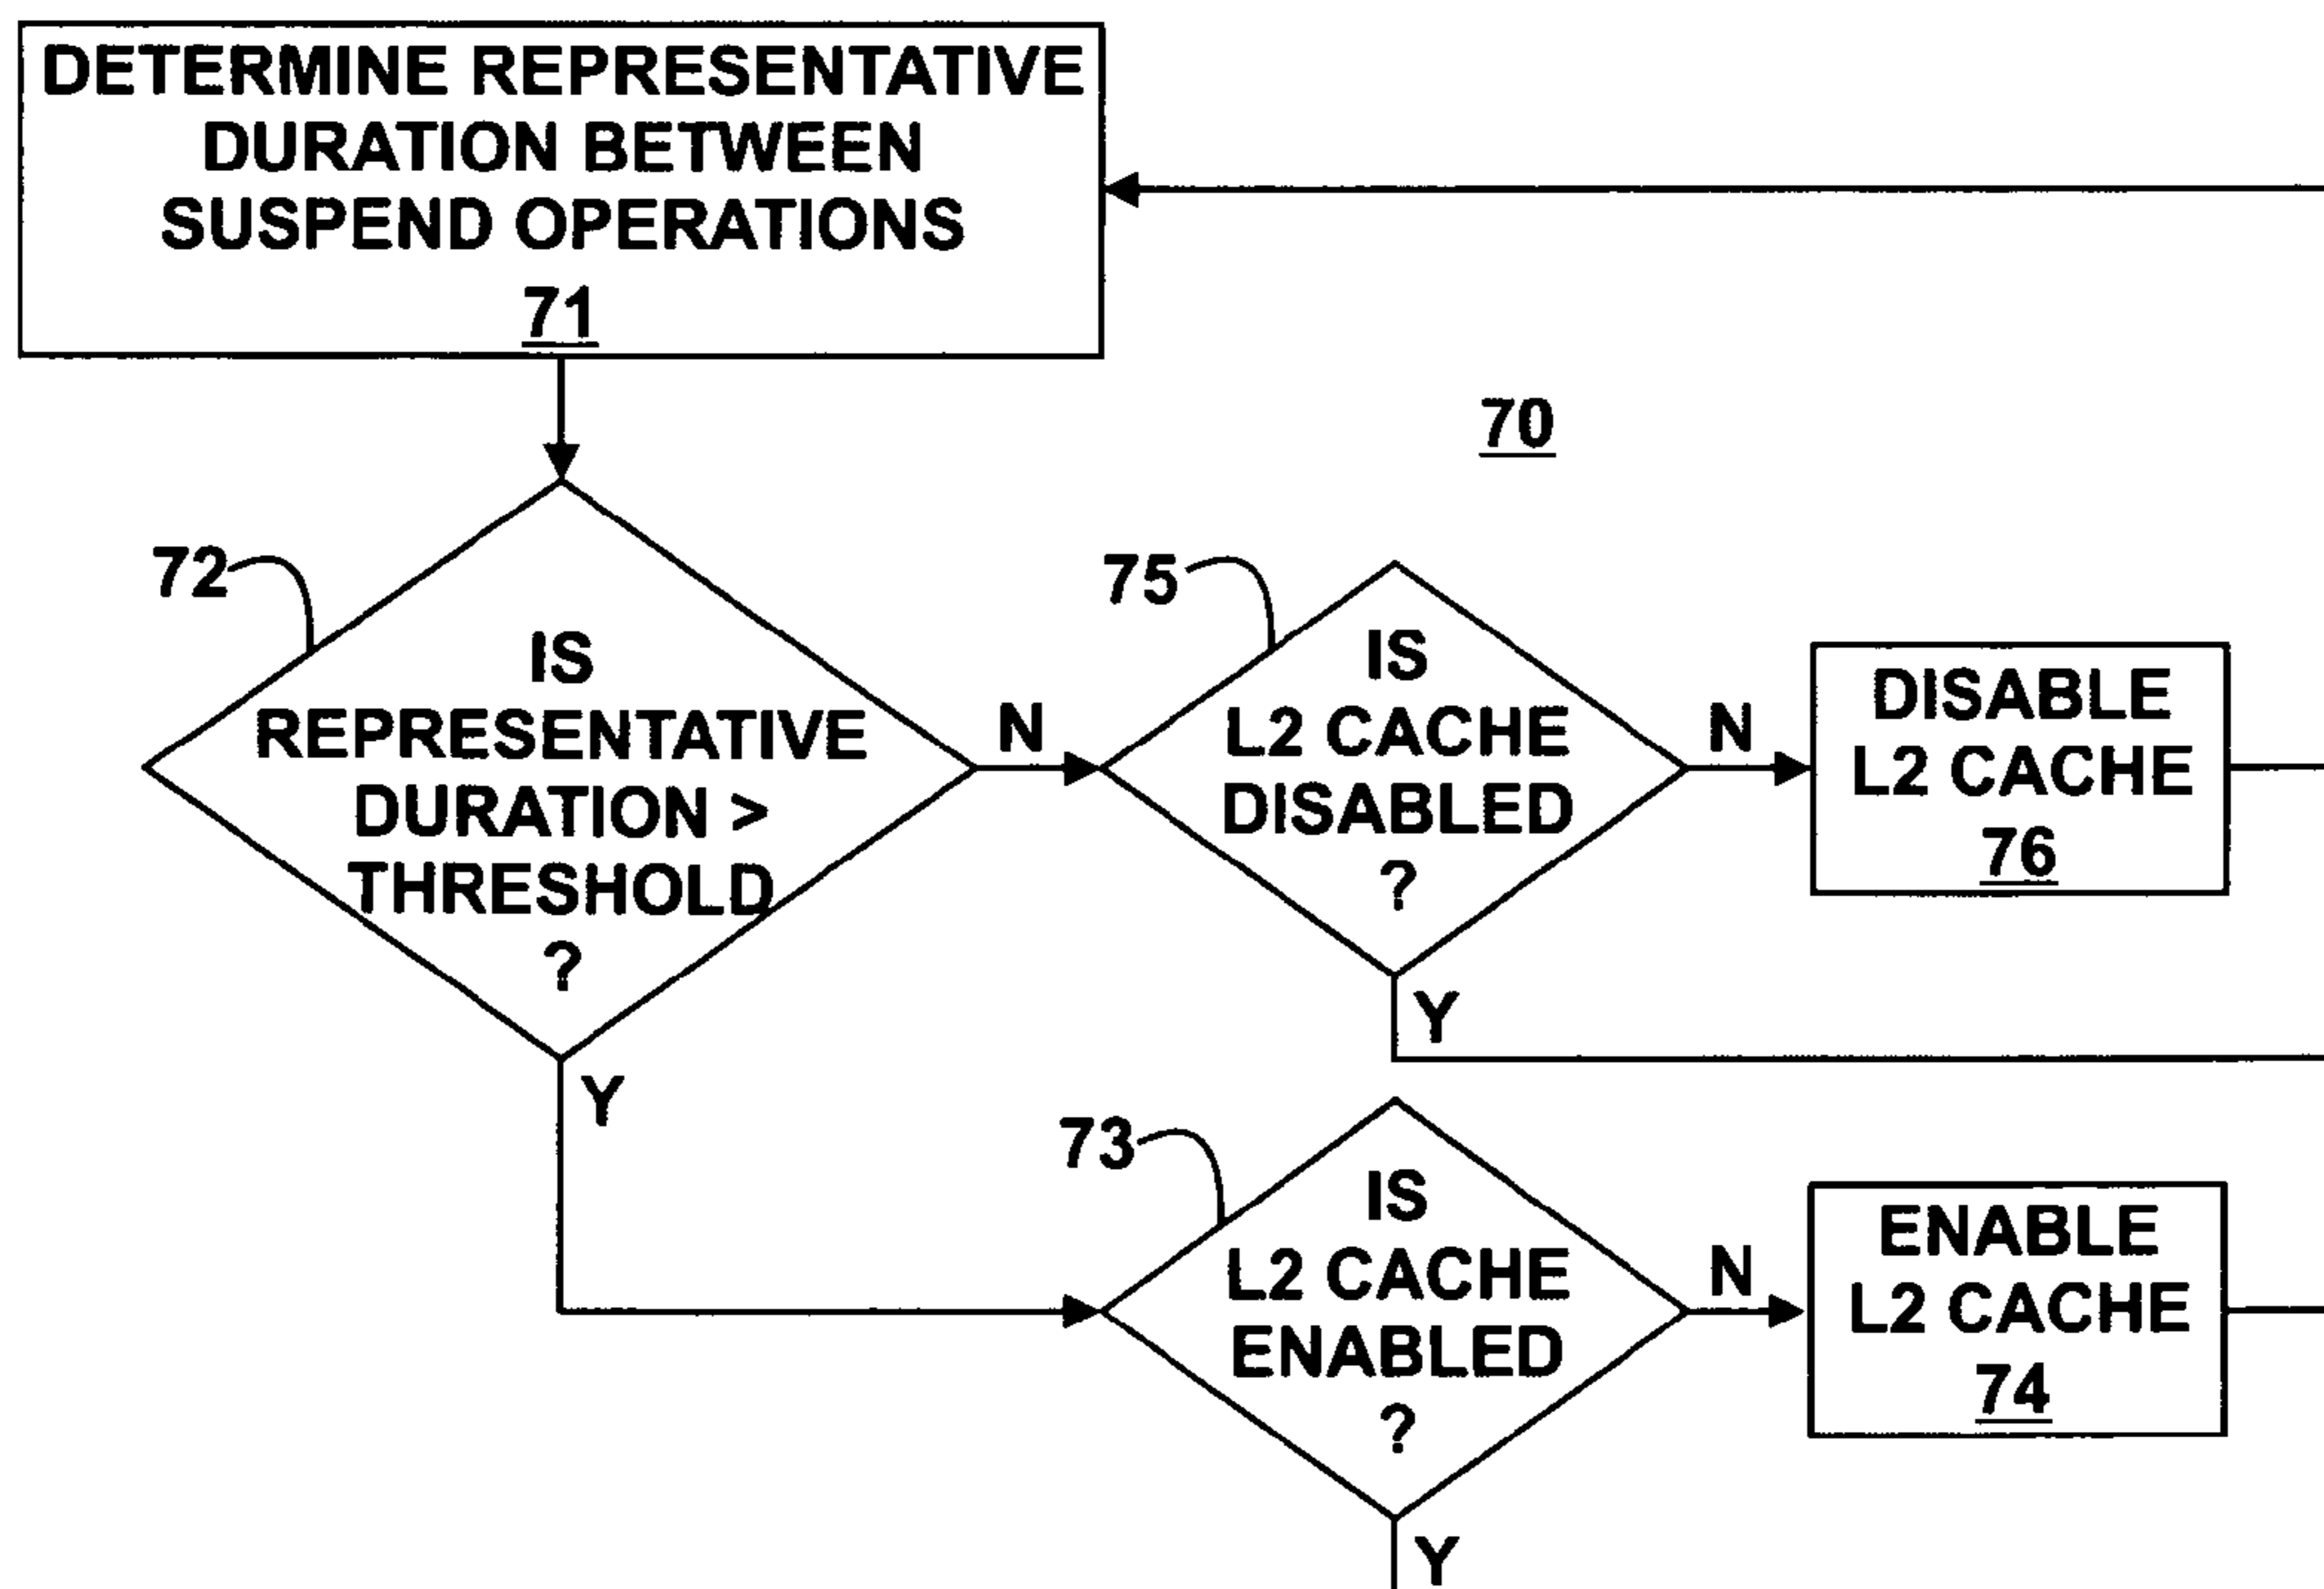 DETERMINE REPRESENTATIVE
DURATION BETWEEN
SUSPEND OPERATIONS
71
70
72
IS
REPRESENTATIVE
DURATION >
THRESHOLD
?
N
Y
75
IS
L2 CACHE
DISABLED
?
N
Y
DISABLE
L2 CACHE
76
73
IS
L2 CACHE
ENABLED
?
N
Y
ENABLE
L2 CACHE
74